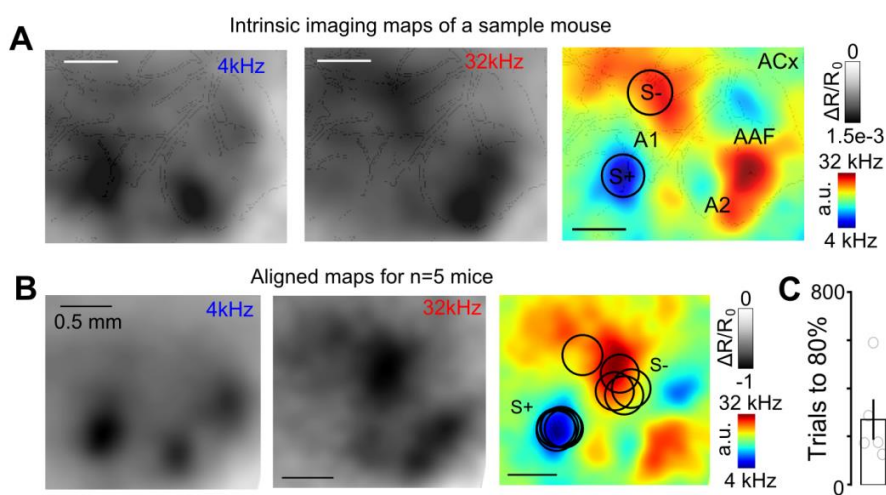 Intrinsic imaging maps of a sample mouse
A
4kHz
32kHz
ACx
S-
A1
AAF
S+
A2
0
ΔR/R0
1.5e-3
32 kHz
a.u.
4 kHz
Aligned maps for n=5 mice
B
4kHz
0.5 mm
32kHz
S-
S+
0
ΔR/R0
-1
32 kHz
a.u.
4 kHz
C
800
Trials to 80%
0